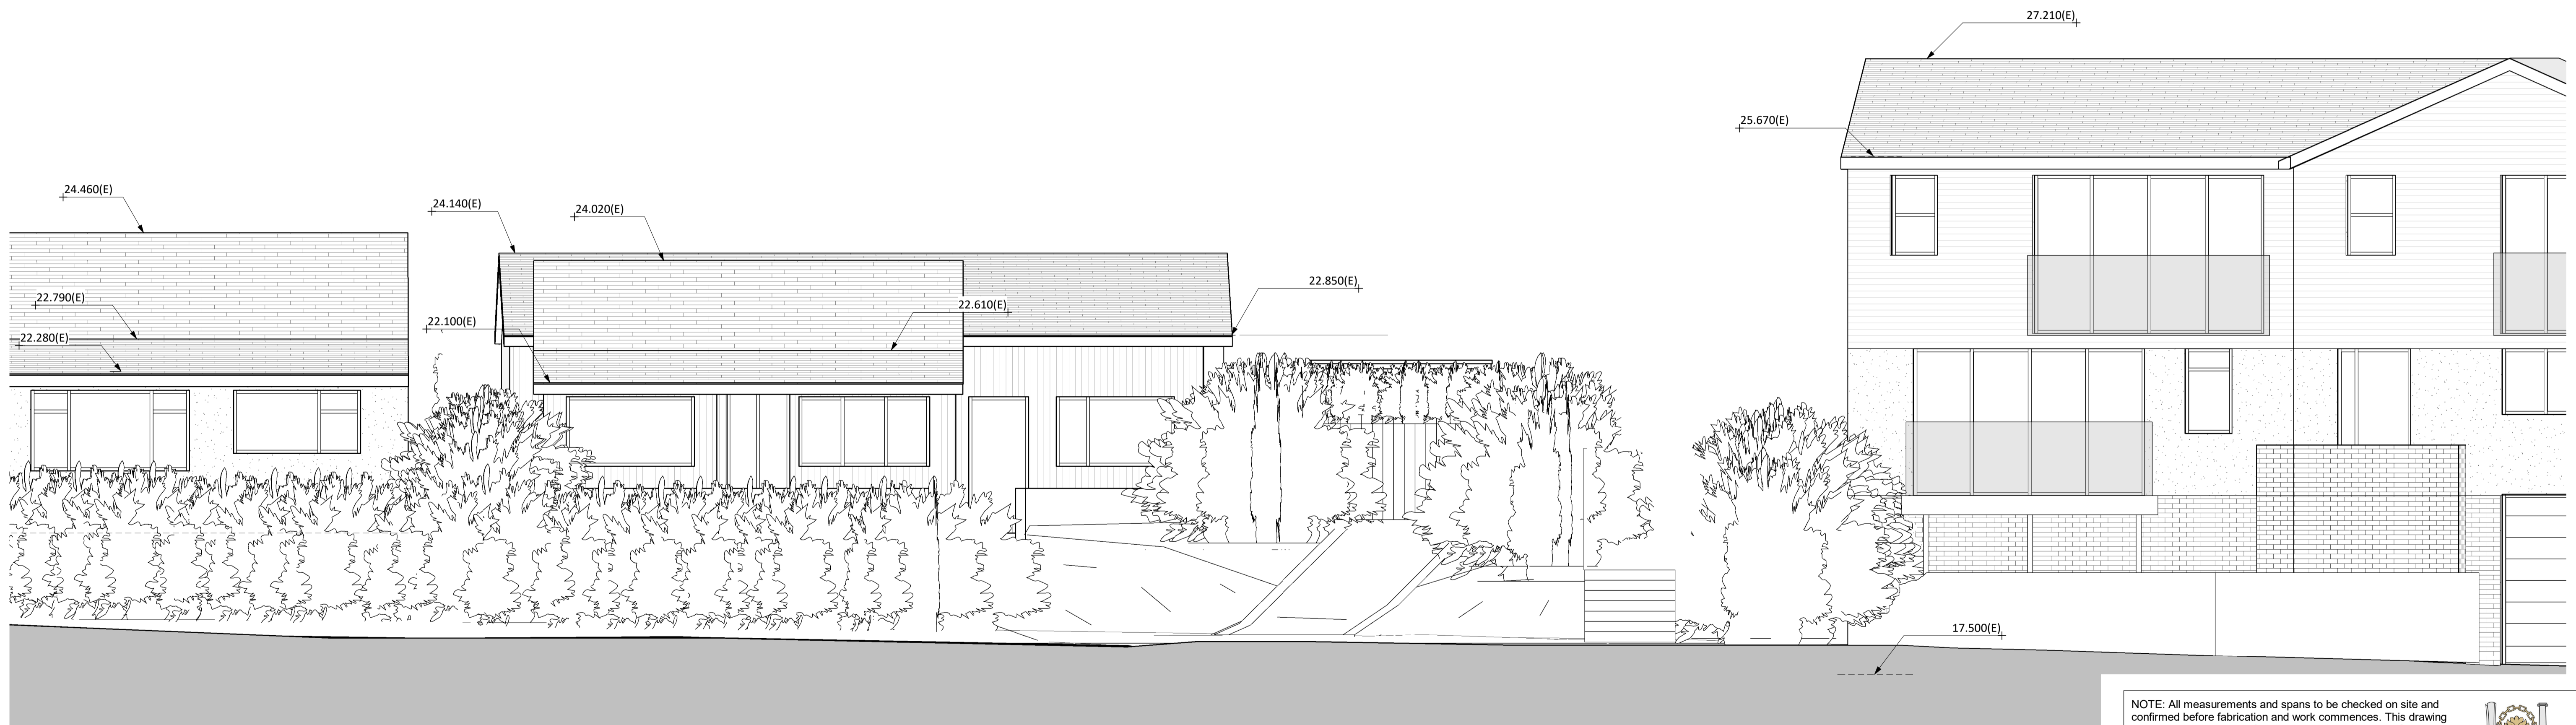 27.210(E)
25.670(E)
24.460(E)
24.140(E)
24.020(E)
22.850(E)
22.790(E)
22.610(E)
22.100(E)
22.280(E)
17.500(E)
NOTE: All measurements and spans to be checked on site and
confirmed before fabrication and work commences. This drawing